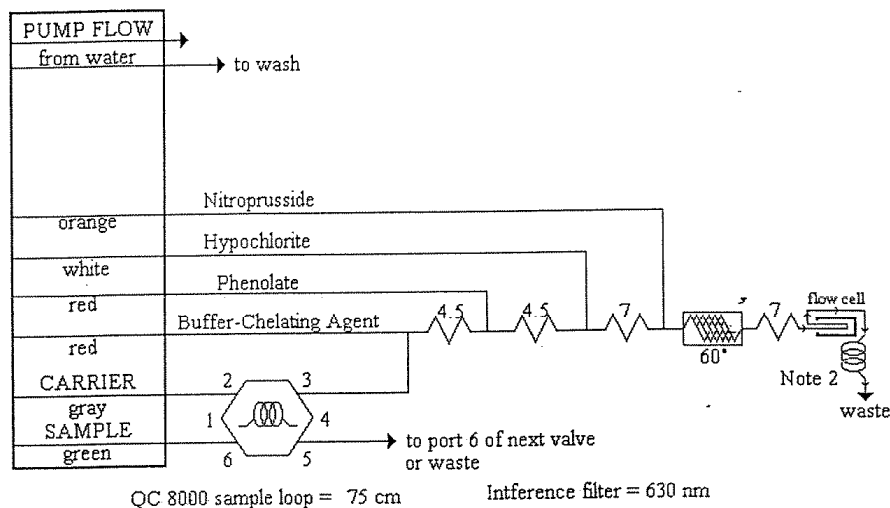 PUMP FLOW
from water
to wash
Nitroprusside
orange
Hypochlorite
white
Phenolate
red
4.5
4.5
7
7
flow cell
Buffer-Chelating Agent
red
60°
Note 2
CARRIER
2
3
gray
1
4
waste
SAMPLE
to port 6 of next valve
green
6
5
or waste
QC 8000 sample loop = 75 cm
Intference filter = 630 nm